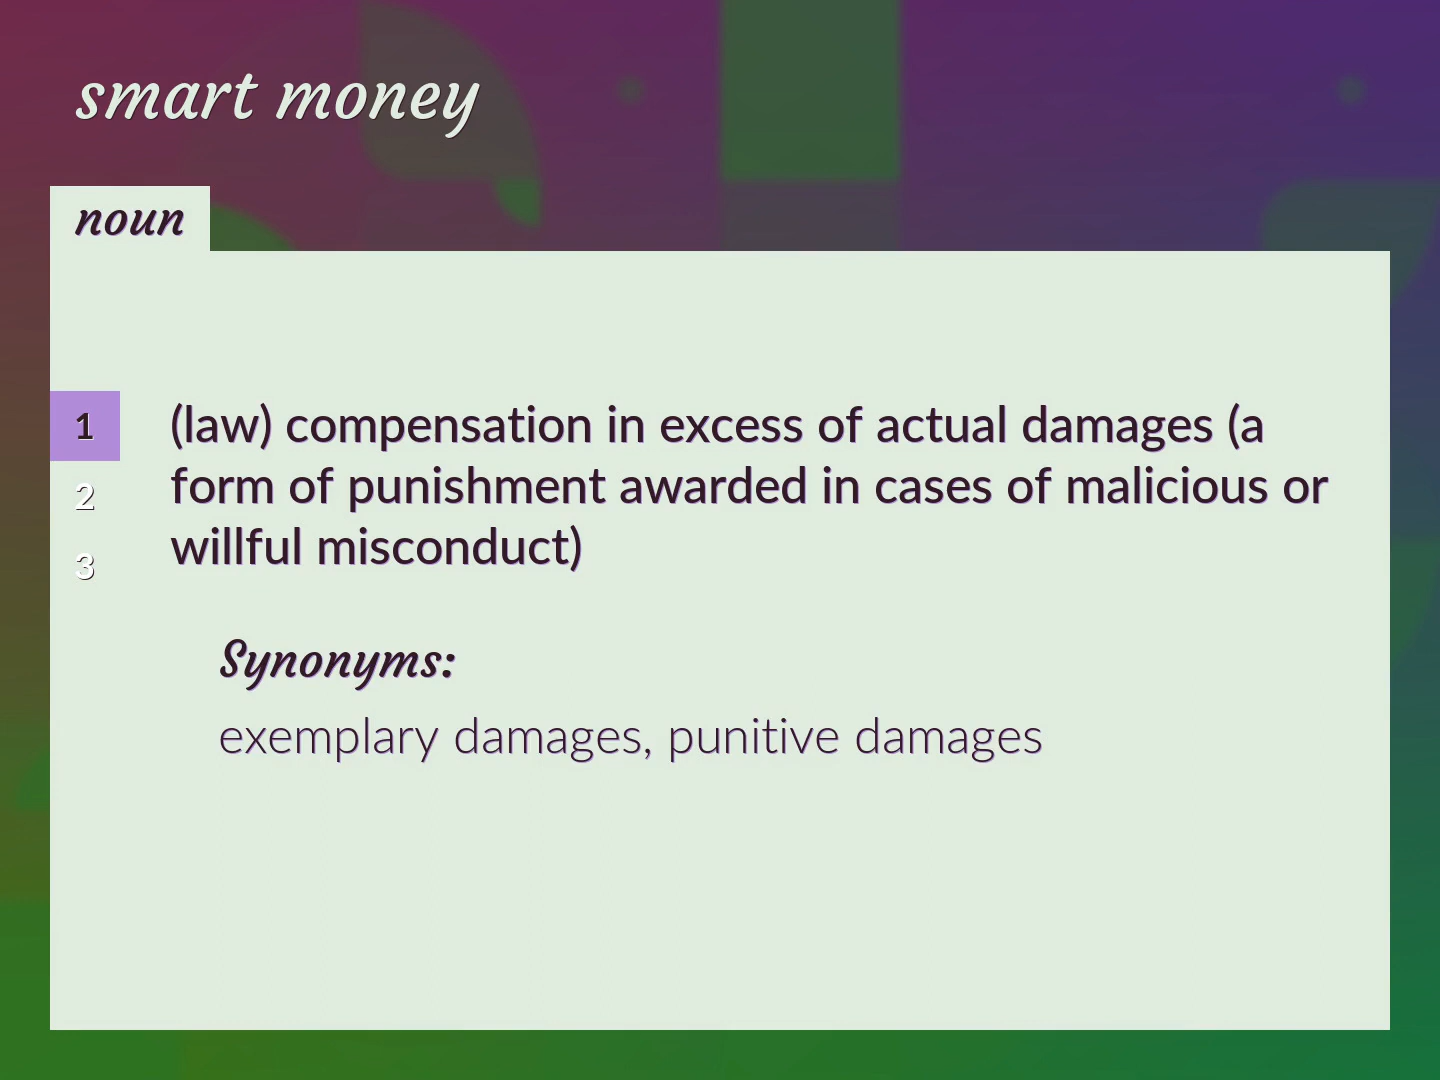 smart money
noun
1
2
3
(law) compensation in excess of actual damages (a
form of punishment awarded in cases of malicious or
willful misconduct)
Synonyms:
exemplary damages, punitive damages